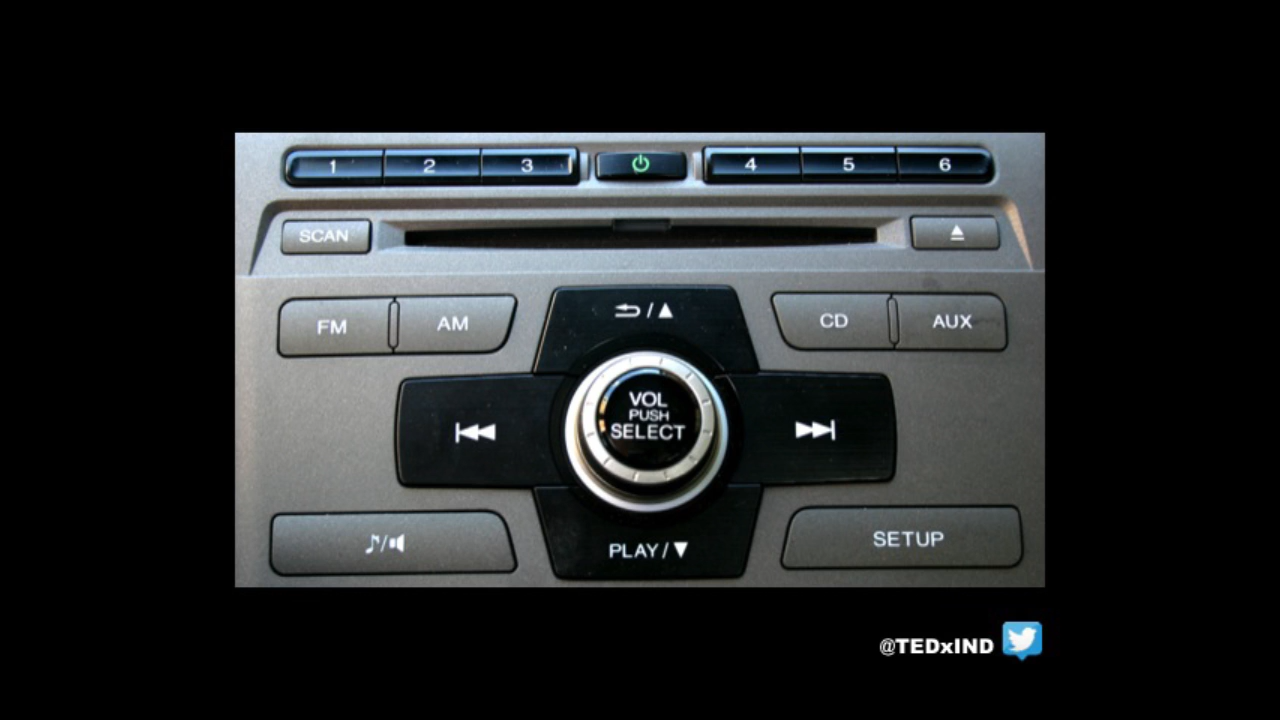 1 2 3 4 5 6
SCAN
FM AM CD AUX
VOL
PUSH
SELECT
PLAY/▼
SETUP
@TEDxIND